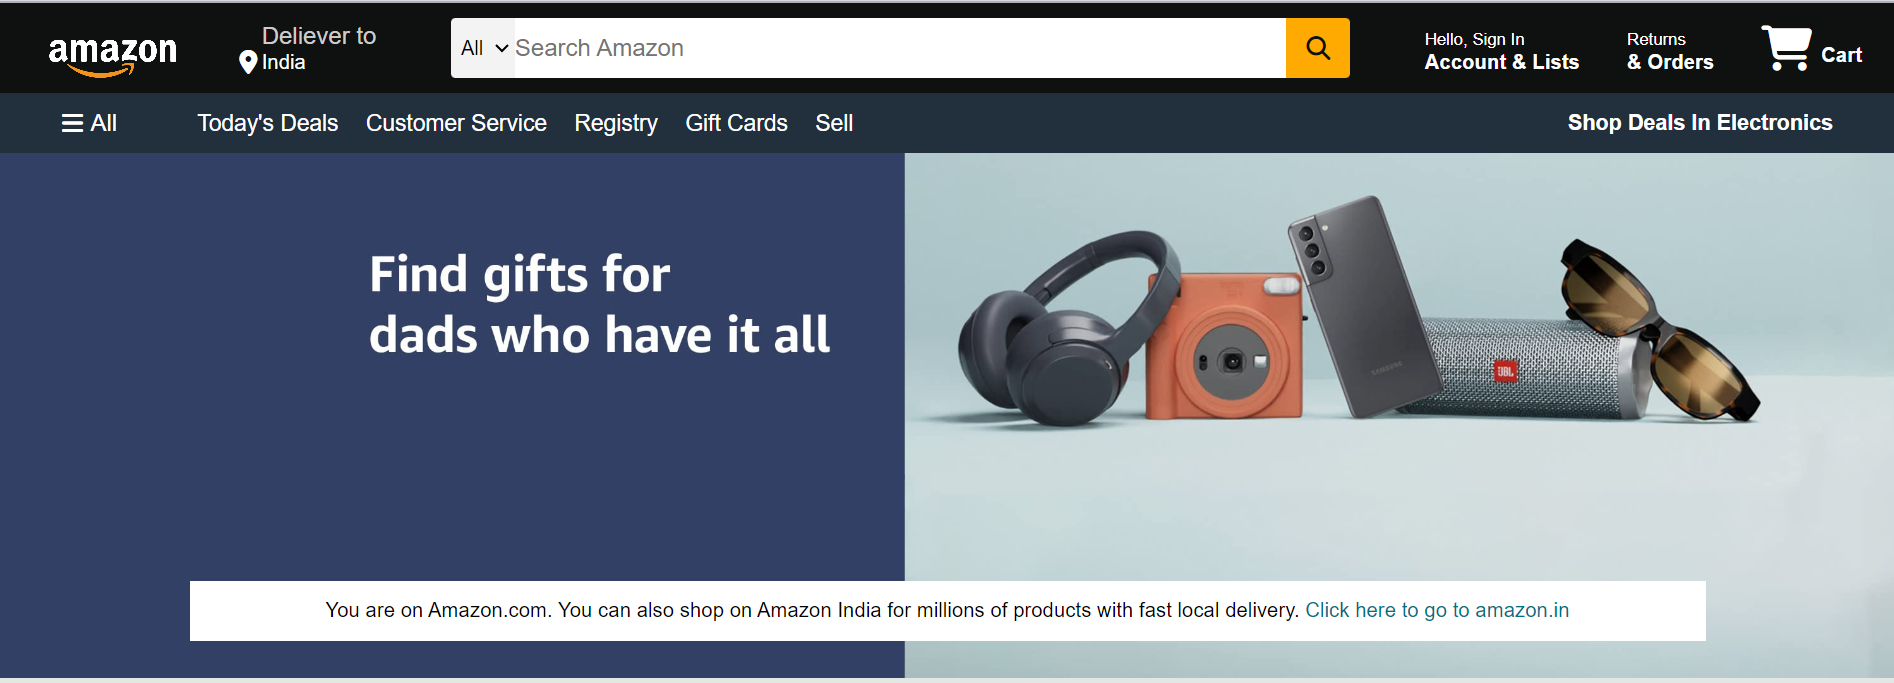 amazon
Deliever to
India
All
Search Amazon
Hello, Sign In
Account & Lists
Returns
& Orders
Cart
All
Today's Deals
Customer Service
Registry
Gift Cards
Sell
Shop Deals In Electronics
Find gifts for
dads who have it all
SAMSUNG
JBL
You are on Amazon.com. You can also shop on Amazon India for millions of products with fast local delivery. Click here to go to amazon.in